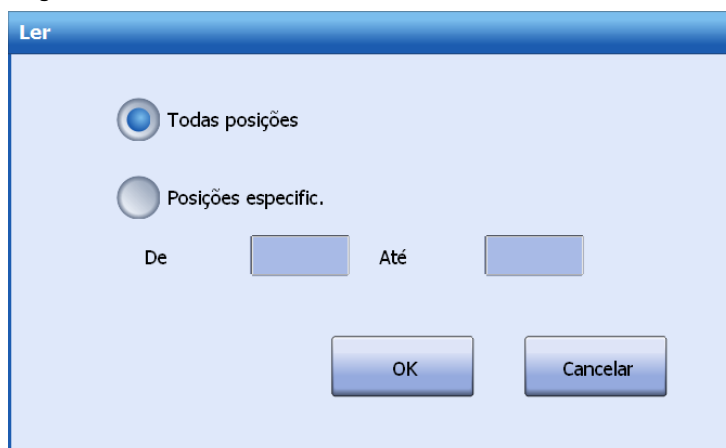 Ler
Todas posições
Posições especific.
De Até
OK Cancelar